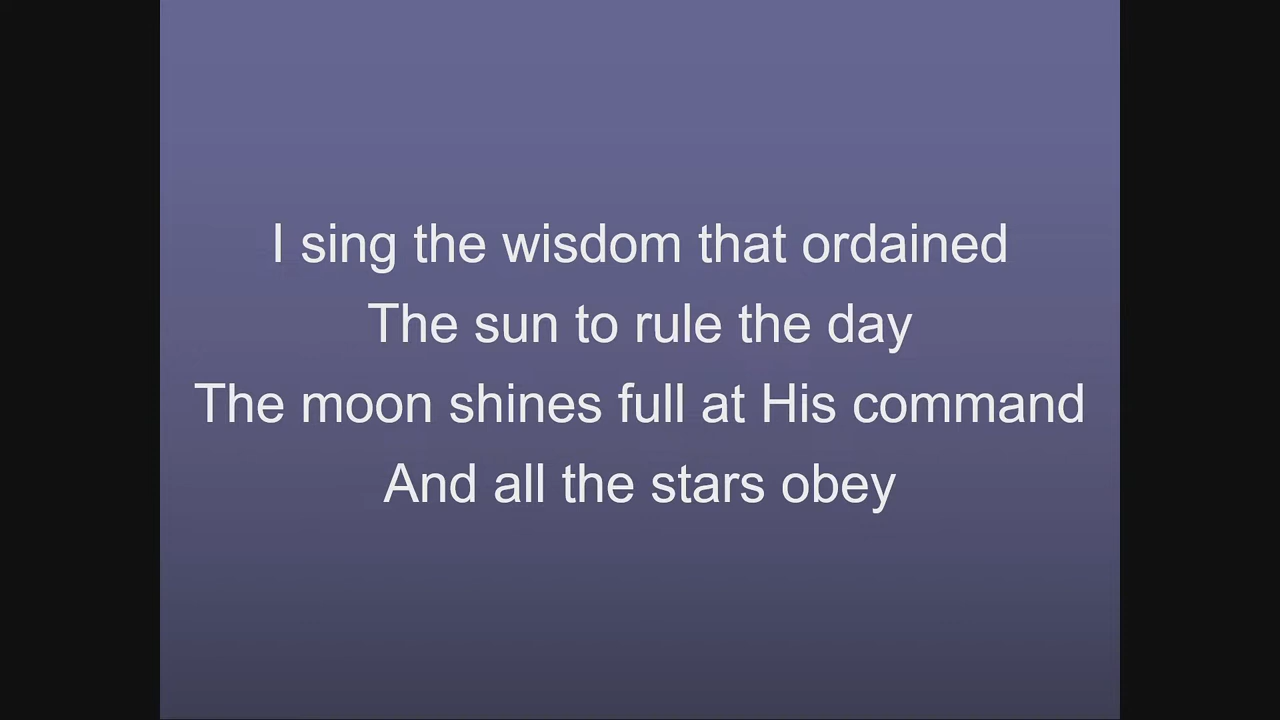 I sing the wisdom that ordained
The sun to rule the day
The moon shines full at His command
And all the stars obey